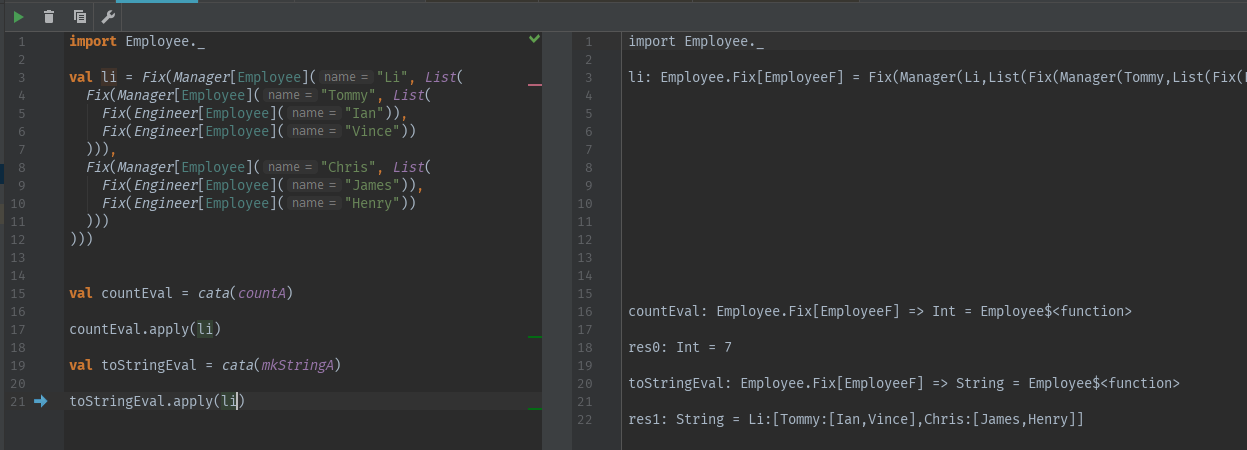 1 import Employee._
2
3 val li = Fix(Manager[Employee]( name = "Li", List(
4 Fix(Manager[Employee]( name = "Tommy", List(
5 Fix(Engineer[Employee]( name = "Ian")),
6 Fix(Engineer[Employee]( name = "Vince"))
7 ))),
8 Fix(Manager[Employee]( name = "Chris", List(
9 Fix(Engineer[Employee]( name = "James")),
10 Fix(Engineer[Employee]( name = "Henry"))
11 )))
12 )))
13
14
15 val countEval = cata(countA)
16
17 countEval.apply(li)
18
19 val toStringEval = cata(mkStringA)
20
21 toStringEval.apply(li)
1 import Employee._
2
3 li: Employee.Fix[EmployeeF] = Fix(Manager(Li,List(Fix(Manager(Tommy,List(Fix(
4
5
6
7
8
9
10
11
12
13
14
15
16 countEval: Employee.Fix[EmployeeF] => Int = Employee$<function>
17
18 res0: Int = 7
19
20 toStringEval: Employee.Fix[EmployeeF] => String = Employee$<function>
21
22 res1: String = Li:[Tommy:[Ian,Vince],Chris:[James,Henry]]